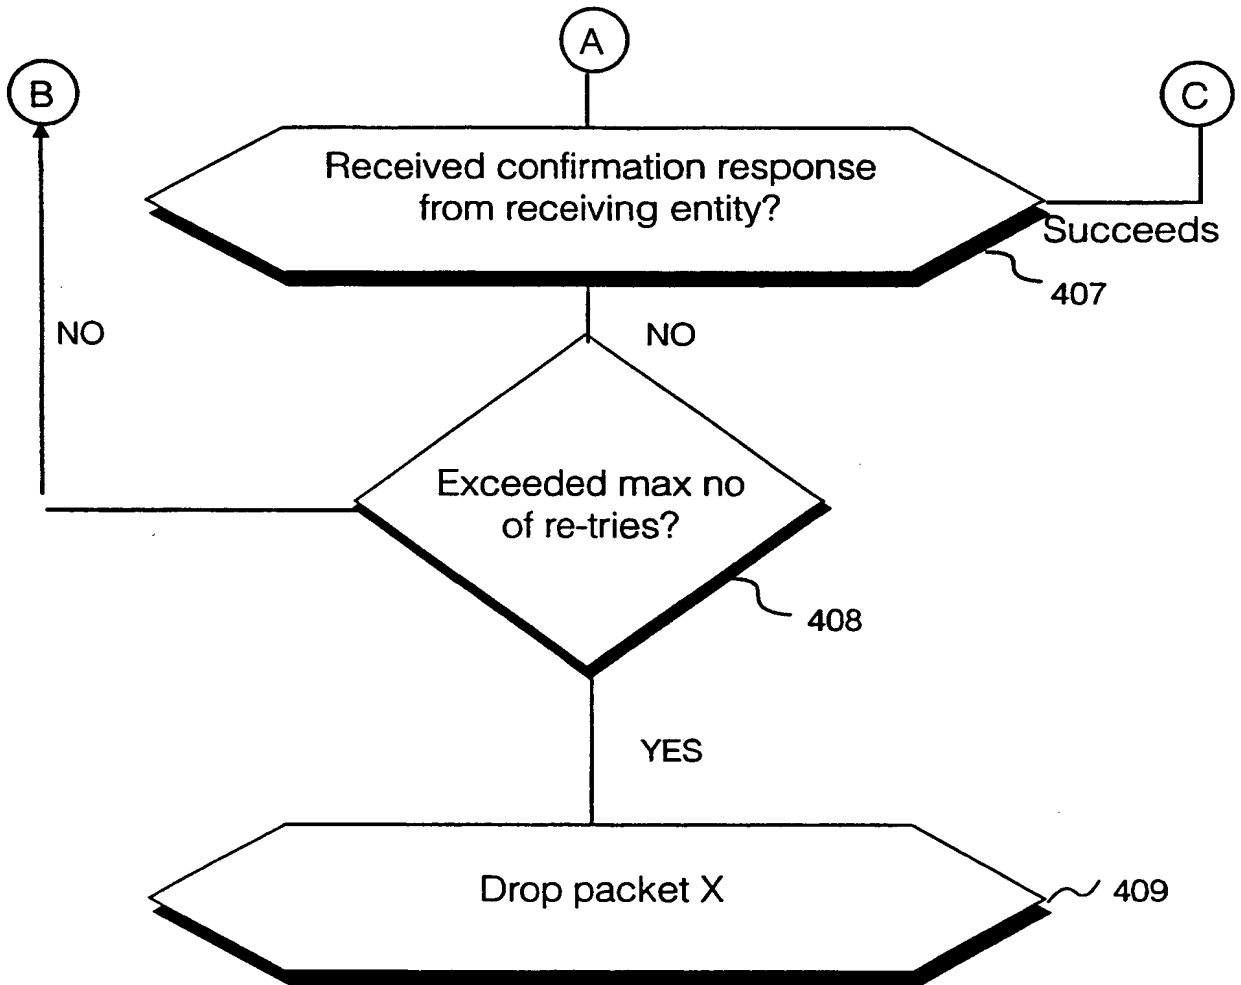 A
B
C
Received confirmation response
from receiving entity?
Succeeds
407
NO
NO
Exceeded max no
of re-tries?
408
YES
Drop packet X
409